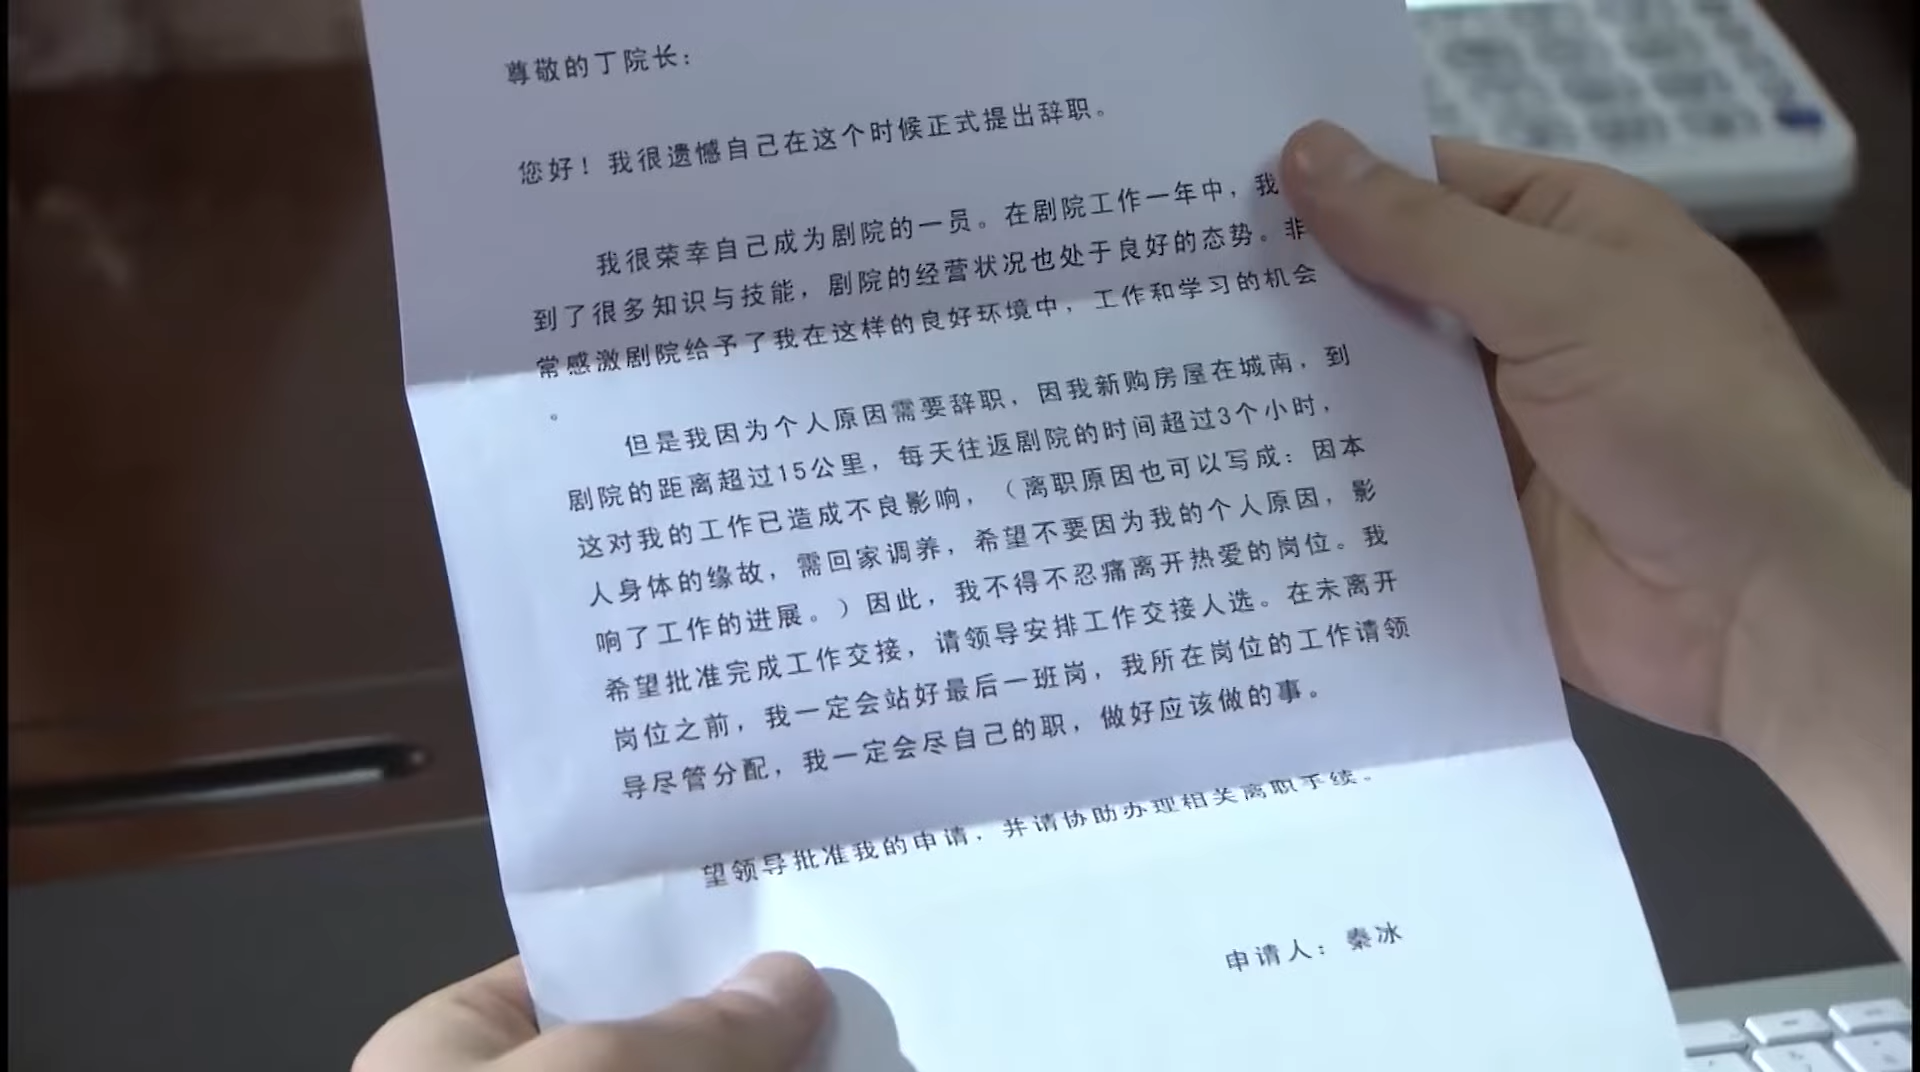 尊敬的丁院长：
您好！我很遗憾自己在这个时候正式提出辞职。
我很荣幸自己成为剧院的一员。在剧院工作一年中，我
到了很多知识与技能，剧院的经营状况也处于良好的态势。非
常感激剧院给予了我在这样的良好环境中，工作和学习的机会
。
但是我因为个人原因需要辞职，因我新购房屋在城南，到
剧院的距离超过15公里，每天往返剧院的时间超过3个小时，
这对我的工作已造成不良影响，（离职原因也可以写成：因本
人身体的缘故，需回家调养，希望不要因为我的个人原因，影
响了工作的进展。）因此，我不得不忍痛离开热爱的岗位。我
希望批准完成工作交接，请领导安排工作交接人选。在未离开
岗位之前，我一定会站好最后一班岗，我所在岗位的工作请领
导尽管分配，我一定会尽自己的职，做好应该做的事。
望领导批准我的申请，并请协助办理相关离职手续。
申请人：秦冰